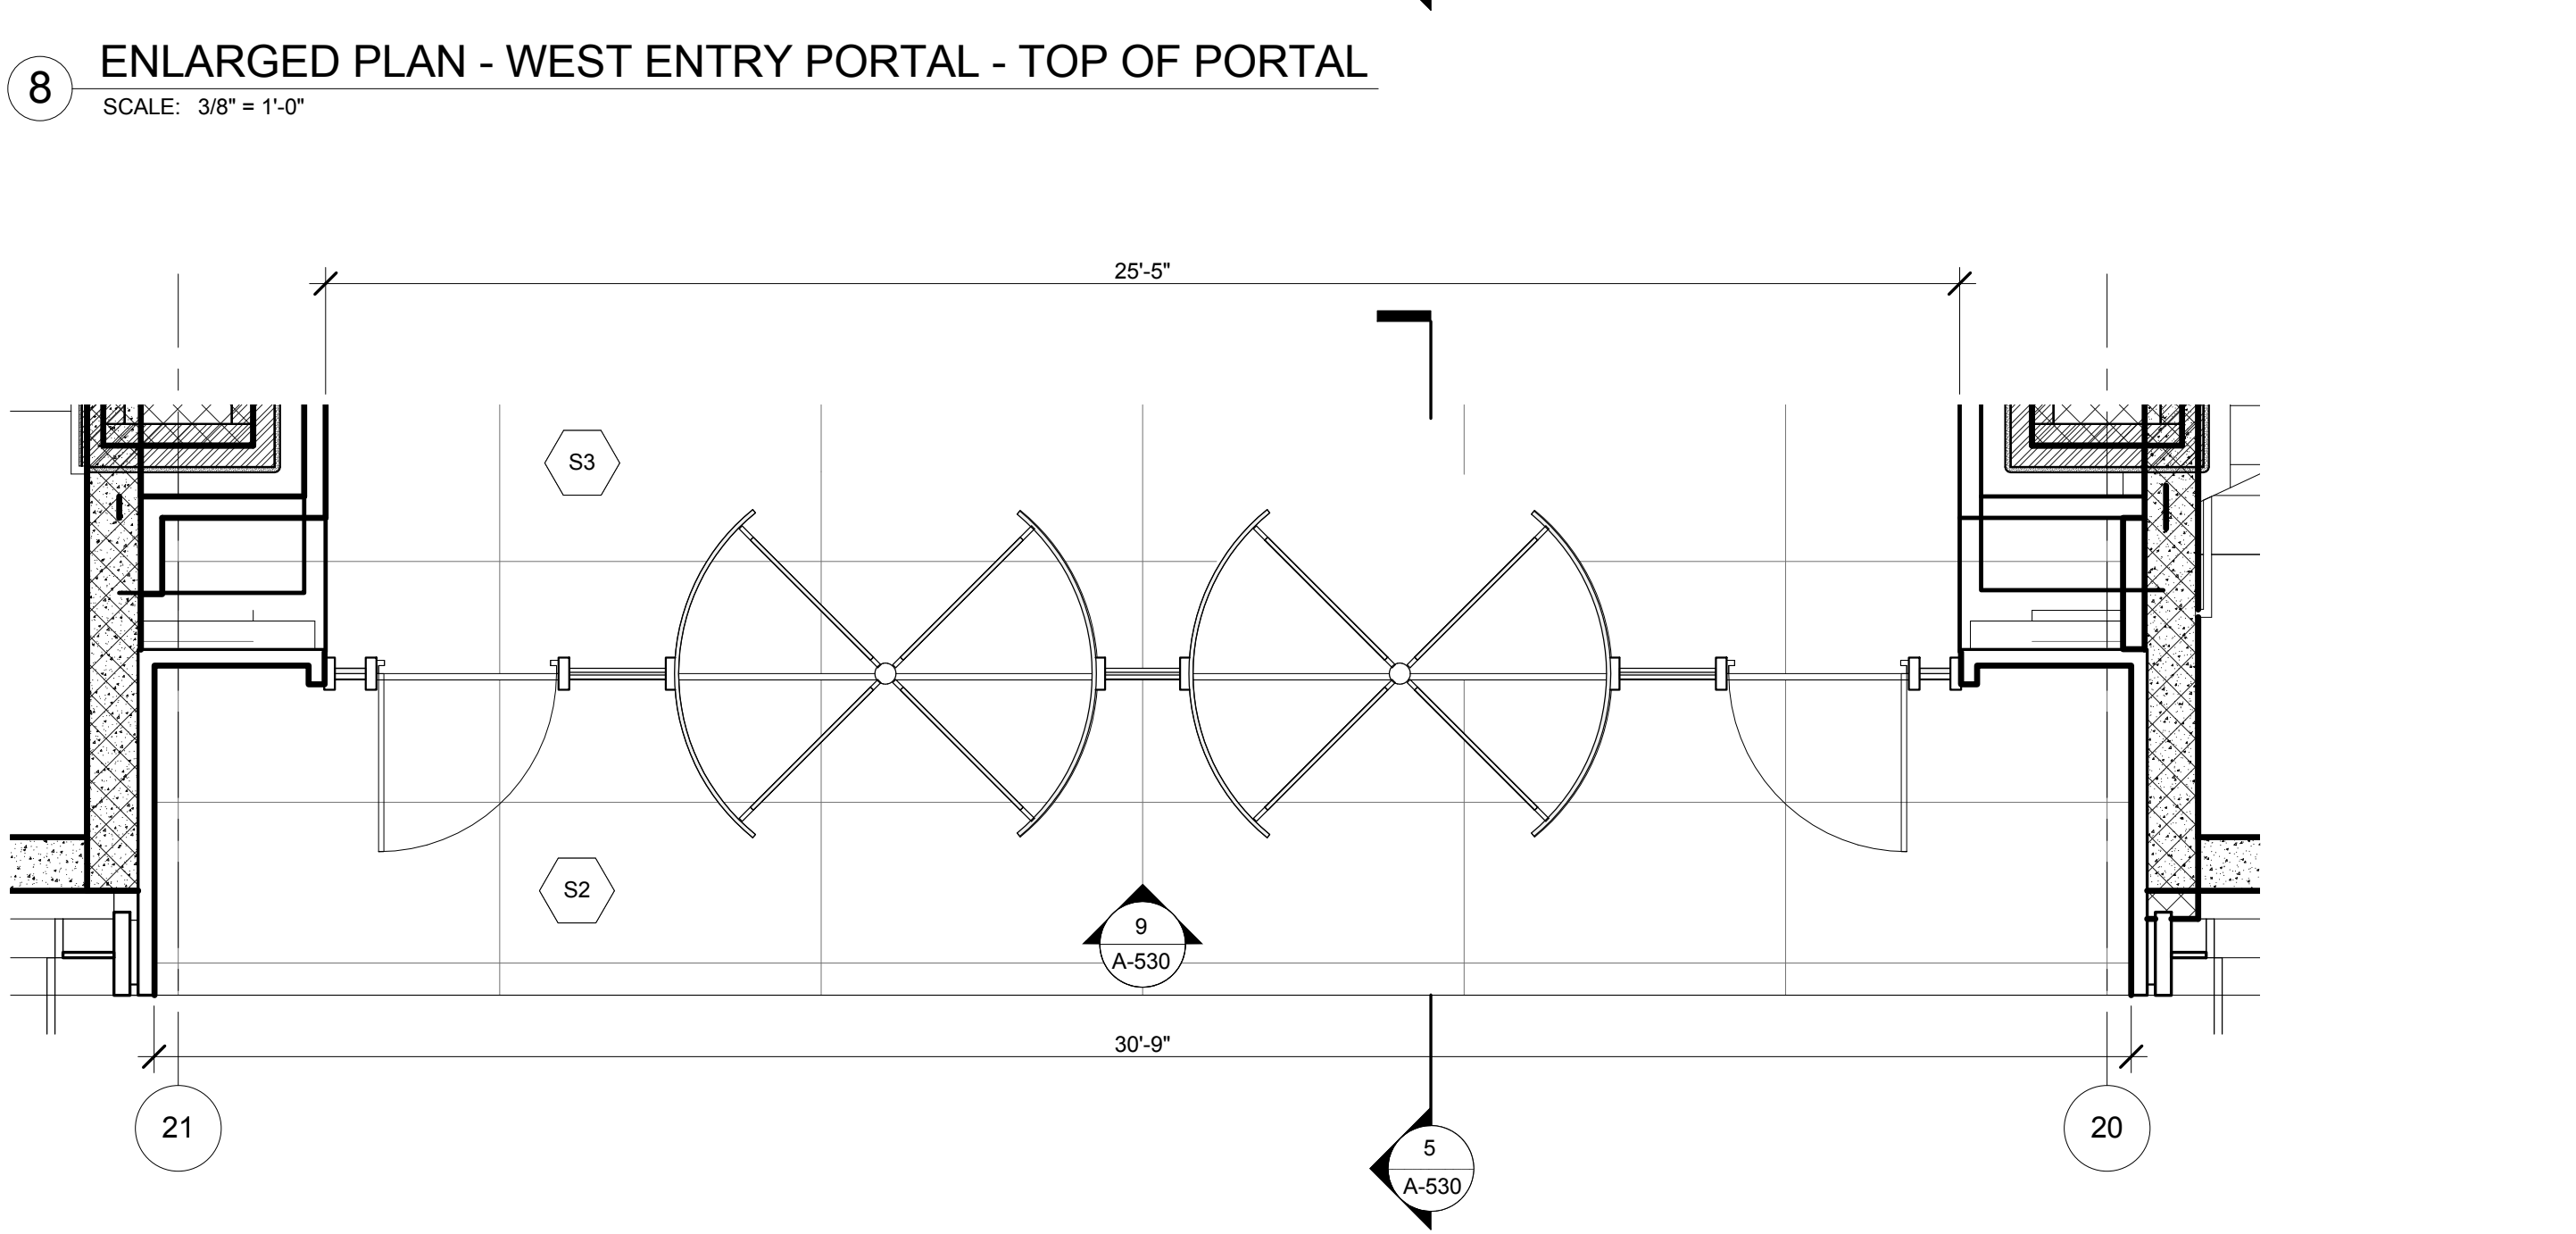 8
ENLARGED PLAN - WEST ENTRY PORTAL - TOP OF PORTAL
SCALE: 3/8" = 1'-0"
25'-5"
S3
S2
9
A-530
30'-9"
21
20
5
A-530